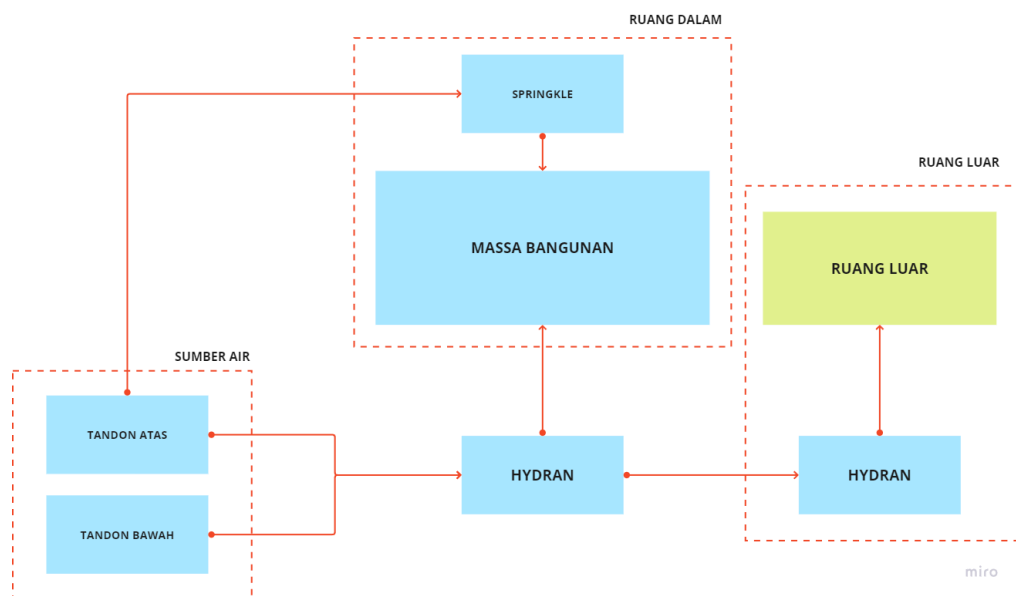 RUANG DALAM
SPRINGKLE
MASSA BANGUNAN
RUANG LUAR
RUANG LUAR
SUMBER AIR
TANDON ATAS
TANDON BAWAH
HYDRAN
HYDRAN
miro